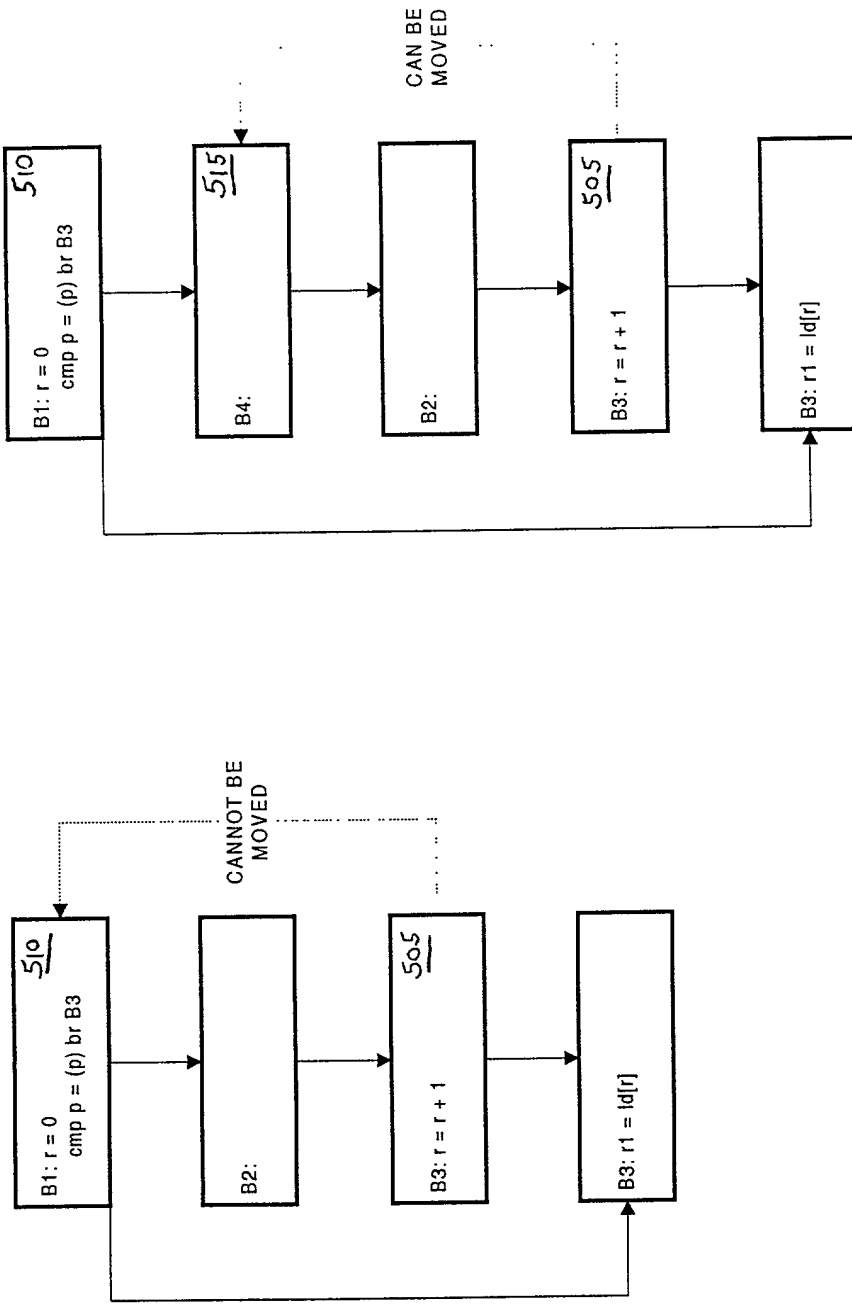 B1: r = 0
cmp p = (p) br B3
510
B2:
B3: r = r + 1
505
B3: r1 = ld[r]
CANNOT BE
MOVED
B1: r = 0
cmp p = (p) br B3
510
B4:
515
B2:
B3: r = r + 1
505
B3: r1 = ld[r]
CAN BE
MOVED